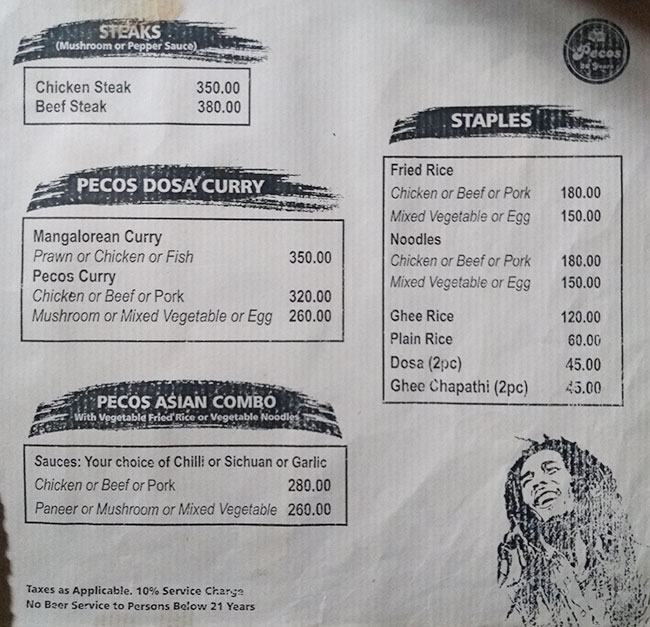 STEAKS
(Mushroom or Pepper Sauce)
Chicken Steak 350.00
Beef Steak 380.00
PECOS DOSA CURRY
Mangalorean Curry
Prawn or Chicken or Fish 350.00
Pecos Curry
Chicken or Beef or Pork 320.00
Mushroom or Mixed Vegetable or Egg 260.00
PECOS ASIAN COMBO
With Vegetable Fried Rice or Vegetable Noodles
Sauces: Your choice of Chilli or Sichuan or Garlic
Chicken or Beef or Pork 280.00
Paneer or Mushroom or Mixed Vegetable 260.00
Taxes as Applicable. 10% Service Charge
No Beer Service to Persons Below 21 Years
Pecos
Years
STAPLES
Fried Rice
Chicken or Beef or Pork 180.00
Mixed Vegetable or Egg 150.00
Noodles
Chicken or Beef or Pork 180.00
Mixed Vegetable or Egg 150.00
Ghee Rice 120.00
Plain Rice 60.00
Dosa (2pc) 45.00
Ghee Chapathi (2pc) 45.00